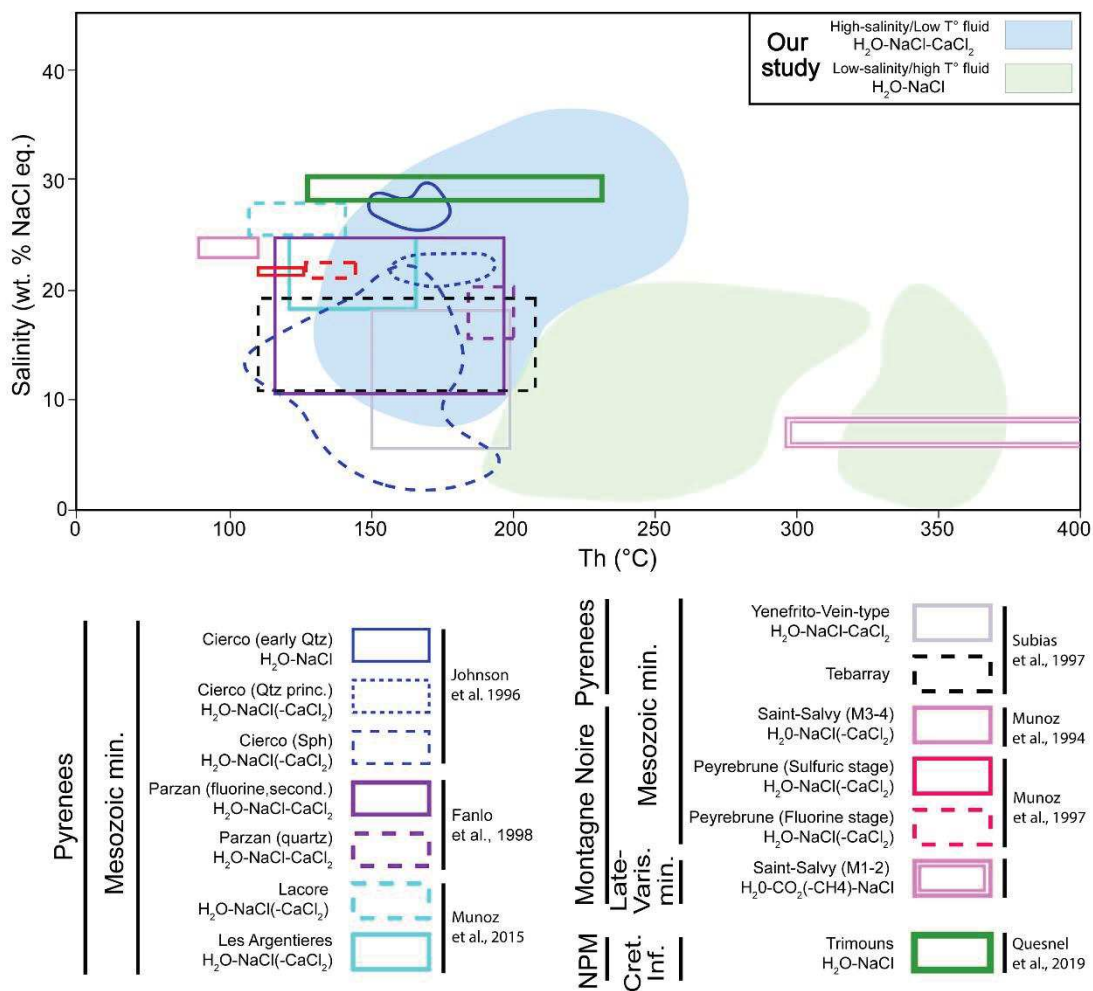 40
30
20
10
0
Salinity (wt. % NaCl eq.)
0
100
150
200
250
300
350
400
Th (°C)
Our
study
High-salinity/Low T° fluid
H₂O-NaCl-CaCl₂
Low-salinity/high T° fluid
H₂O-NaCl
Pyrenees
Mesozoic min.
Cierco (early Qtz)
H₂O-NaCl
Cierco (Qtz princ.)
H₂O-NaCl(-CaCl₂)
Cierco (Sph)
H₂O-NaCl(-CaCl₂)
Johnson
et al. 1996
Parzan (fluorine,second.)
H₂O-NaCl-CaCl₂
Parzan (quartz)
H₂O-NaCl-CaCl₂
Fanlo
et al., 1998
Lacore
H₂O-NaCl(-CaCl₂)
Les Argentieres
H₂O-NaCl(-CaCl₂)
Munoz
et al., 2015
Pyrenees
Montagne Noire
Mesozoic min.
Late-
Varis.
min.
NPM
Cret.
Inf.
Yenefrito-Vein-type
H₂O-NaCl-CaCl₂
Tebarray
Subias
et al., 1997
Saint-Salvy (M3-4)
H₂0-NaCl(-CaCl₂)
Munoz
et al., 1994
Peyrebrune (Sulfuric stage)
H₂O-NaCl(-CaCl₂)
Peyrebrune (Fluorine stage)
H₂O-NaCl(-CaCl₂)
Munoz
et al., 1997
Saint-Salvy (M1-2)
H₂0-CO₂(-CH4)-NaCl
Trimouns
H₂O-NaCl
Quesnel
et al., 2019